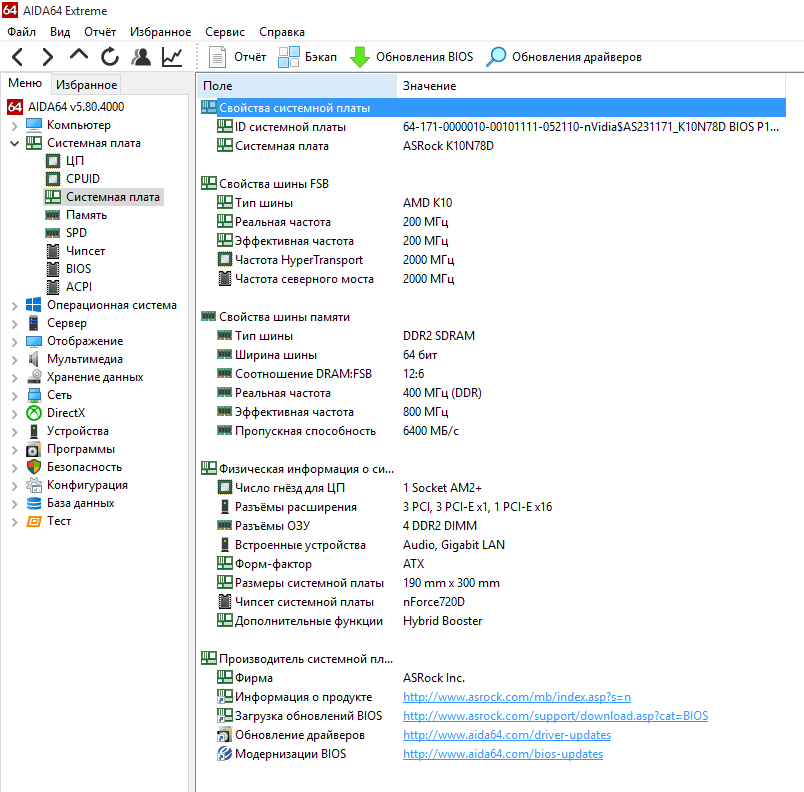 64 AIDA64 Extreme
Файл Вид Отчёт Избранное Сервис Справка
Отчёт Бэкап Обновления BIOS Обновления драйверов
Меню Избранное
64 AIDA64 v5.80.4000
Компьютер
Системная плата
ЦП
CPUID
Системная плата
Память
SPD
Чипсет
BIOS
ACPI
Операционная система
Сервер
Отображение
Мультимедиа
Хранение данных
Сеть
DirectX
Устройства
Программы
Безопасность
Конфигурация
База данных
Тест
Поле Значение
Свойства системной платы
ID системной платы 64-171-0000010-00101111-052110-nVidia$AS231171_K10N78D BIOS P1...
Системная плата ASRock K10N78D
Свойства шины FSB
Тип шины AMD K10
Реальная частота 200 МГц
Эффективная частота 200 МГц
Частота HyperTransport 2000 МГц
Частота северного моста 2000 МГц
Свойства шины памяти
Тип шины DDR2 SDRAM
Ширина шины 64 бит
Соотношение DRAM:FSB 12:6
Реальная частота 400 МГц (DDR)
Эффективная частота 800 МГц
Пропускная способность 6400 МБ/с
Физическая информация о си...
Число гнёзд для ЦП 1 Socket AM2+
Разъёмы расширения 3 PCI, 3 PCI-E x1, 1 PCI-E x16
Разъёмы ОЗУ 4 DDR2 DIMM
Встроенные устройства Audio, Gigabit LAN
Форм-фактор ATX
Размеры системной платы 190 mm x 300 mm
Чипсет системной платы nForce720D
Дополнительные функции Hybrid Booster
Производитель системной пл...
Фирма ASRock Inc.
Информация о продукте http://www.asrock.com/mb/index.asp?s=n
Загрузка обновлений BIOS http://www.asrock.com/support/download.asp?cat=BIOS
Обновление драйверов http://www.aida64.com/driver-updates
Модернизации BIOS http://www.aida64.com/bios-updates